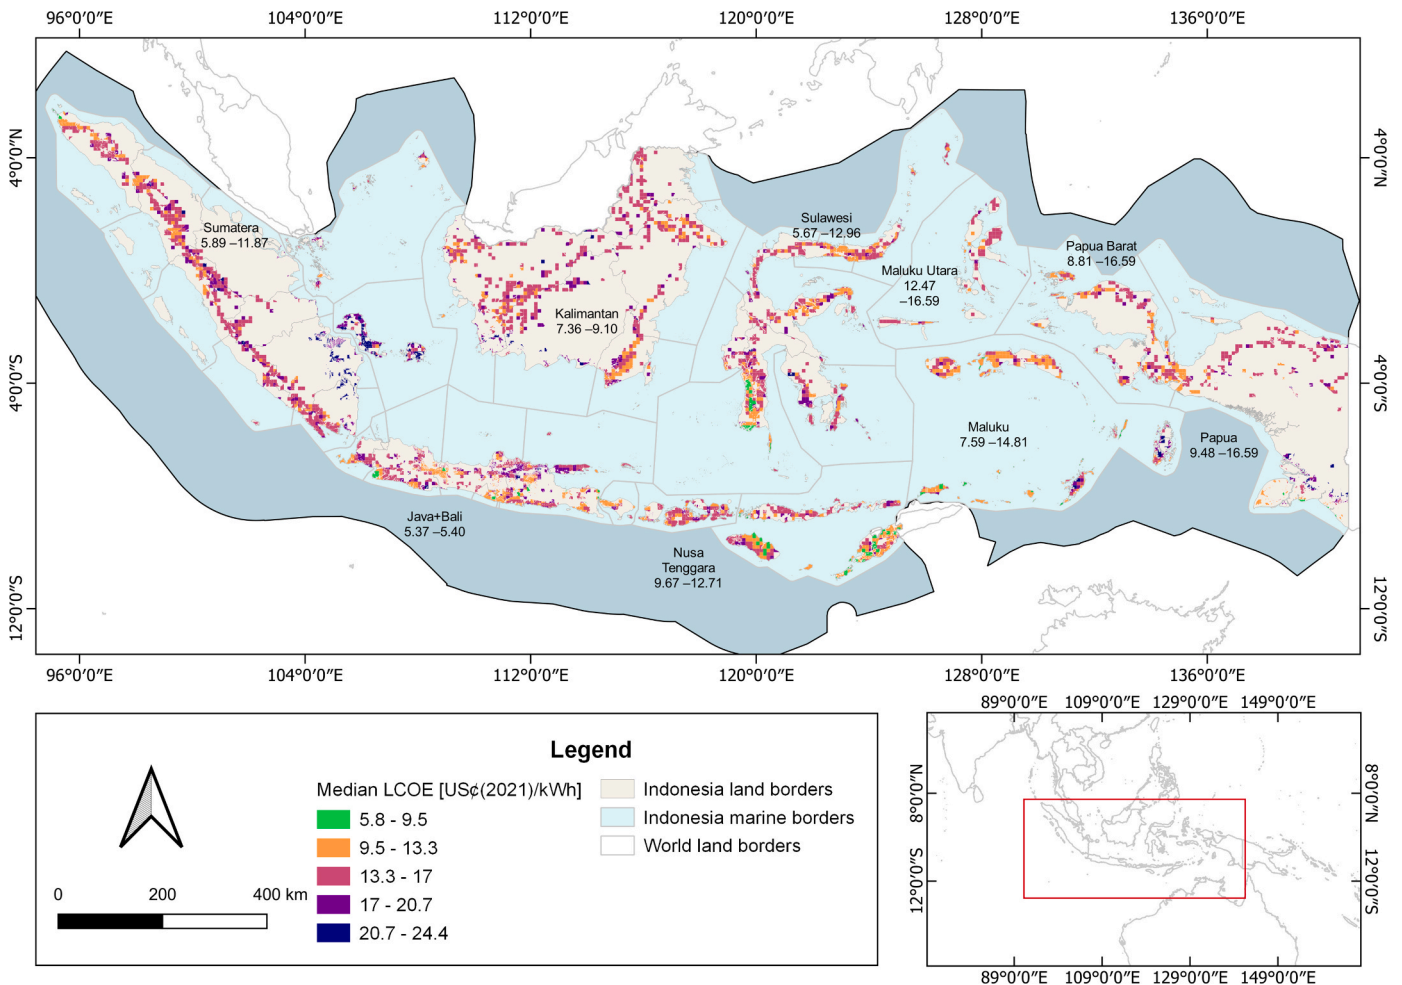 96°0′0″E 104°0′0″E 112°0′0″E 120°0′0″E 128°0′0″E 136°0′0″E
4°0′0″N
4°0′0″S
12°0′0″S
Sumatera
5.89 –11.87
Kalimantan
7.36 –9.10
Sulawesi
5.67 –12.96
Maluku Utara
12.47
–16.59
Papua Barat
8.81 –16.59
Maluku
7.59 –14.81
Papua
9.48 –16.59
Java+Bali
5.37 –5.40
Nusa
Tenggara
9.67 –12.71
4°0′0″N
4°0′0″S
12°0′0″S
96°0′0″E 104°0′0″E 112°0′0″E 120°0′0″E 128°0′0″E 136°0′0″E
Legend
Median LCOE [US¢(2021)/kWh]
5.8 - 9.5
9.5 - 13.3
13.3 - 17
17 - 20.7
20.7 - 24.4
Indonesia land borders
Indonesia marine borders
World land borders
0 200 400 km
89°0′0″E 109°0′0″E 129°0′0″E 149°0′0″E
8°0′0″N
12°0′0″S
8°0′0″N
12°0′0″S
89°0′0″E 109°0′0″E 129°0′0″E 149°0′0″E